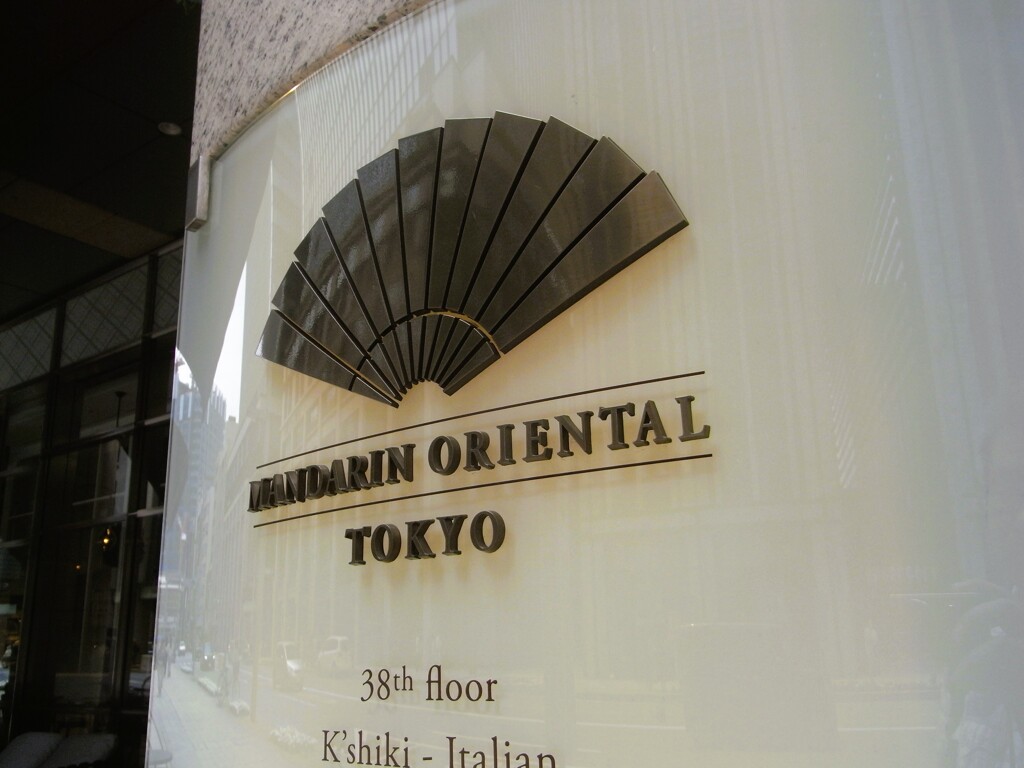 MANDARIN ORIENTAL
TOKYO
38th floor
K'shiki - Italian